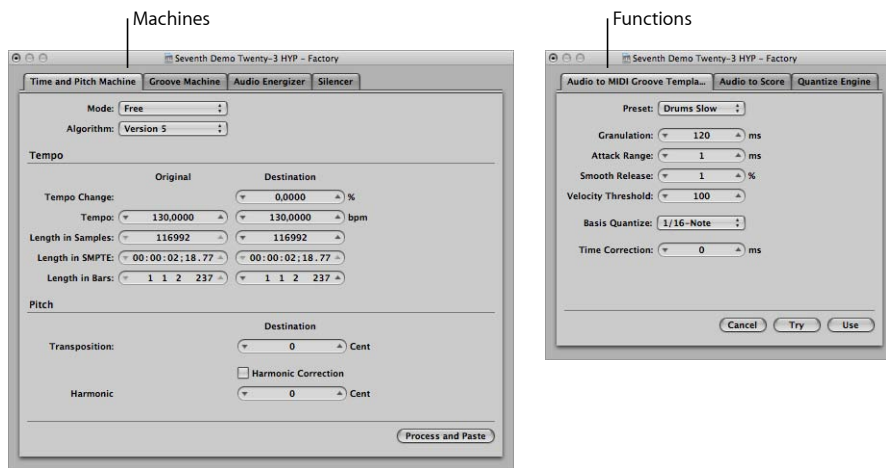 Machines
Seventh Demo Twenty-3 HYP – Factory
Time and Pitch Machine Groove Machine Audio Energizer Silencer
Mode: Free
Algorithm: Version 5
Tempo
Original Destination
Tempo Change: 0,0000 %
Tempo: 130,0000 130,0000 bpm
Length in Samples: 116992 116992
Length in SMPTE: 00:00:02;18.77 00:00:02;18.77
Length in Bars: 1 1 2 237 1 1 2 237
Pitch
Destination
Transposition: 0 Cent
Harmonic Correction
Harmonic 0 Cent
Process and Paste
Functions
Seventh Demo Twenty-3 HYP – Factory
Audio to MIDI Groove Templa... Audio to Score Quantize Engine
Preset: Drums Slow
Granulation: 120 ms
Attack Range: 1 ms
Smooth Release: 1 %
Velocity Threshold: 100
Basis Quantize: 1/16-Note
Time Correction: 0 ms
Cancel Try Use